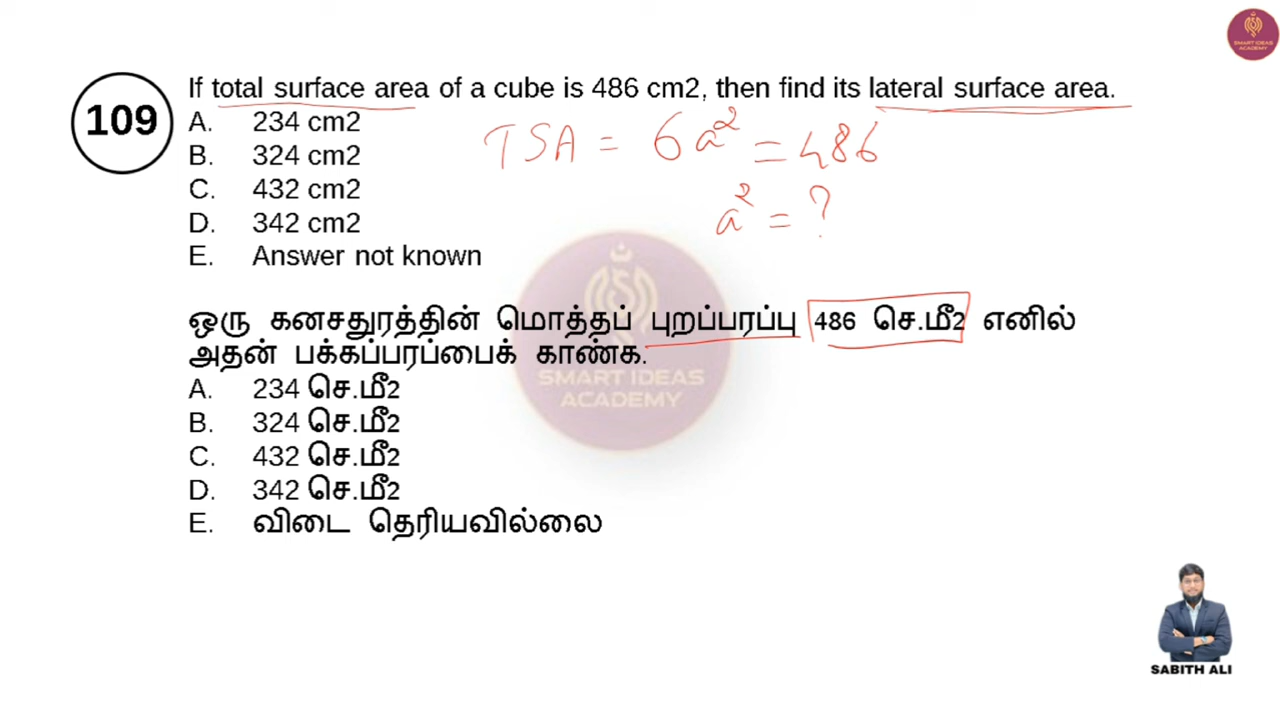 SMART IDEAS
ACADEMY
109
If total surface area of a cube is 486 cm2, then find its lateral surface area.
A. 234 cm2
B. 324 cm2
C. 432 cm2
D. 342 cm2
E. Answer not known
TSA = 6a² = 486
a² = ?
ஒரு கனசதுரத்தின் மொத்தப் புறப்பரப்பு 486 செ.மீ2 எனில்
அதன் பக்கப்பரப்பைக் காண்க.
SMART IDEAS
ACADEMY
A. 234 செ.மீ2
B. 324 செ.மீ2
C. 432 செ.மீ2
D. 342 செ.மீ2
E. விடை தெரியவில்லை
SABITH ALI